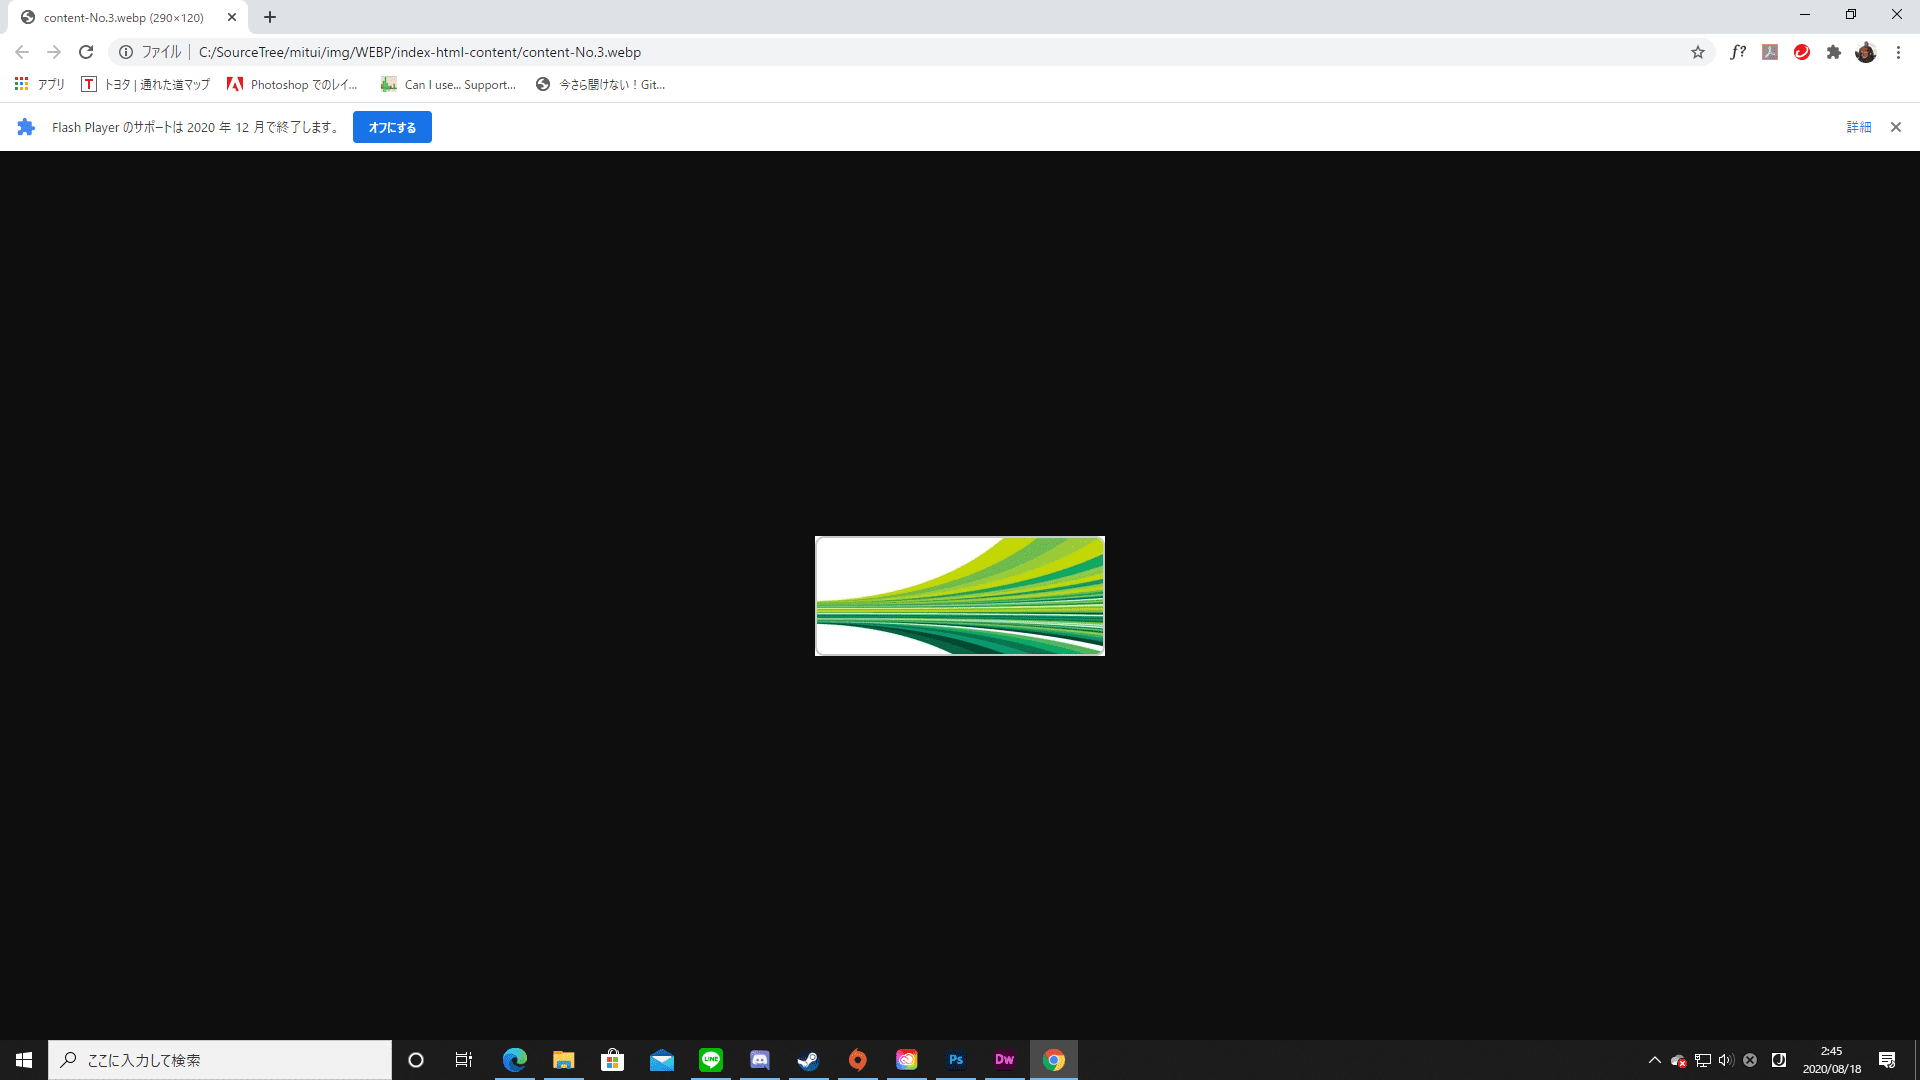 content-No.3.webp (290×120)
ファイル C:/SourceTree/mitui/img/WEBP/index-html-content/content-No.3.webp
f?
アプリ T トヨタ | 通れた道マップ Photoshop でのレイ... Can I use... Support... 今さら聞けない！Git...
Flash Player のサポートは 2020 年 12 月で終了します。 オフにする 詳細
ここに入力して検索
LINE
Ps
Dw
2:45
2020/08/18